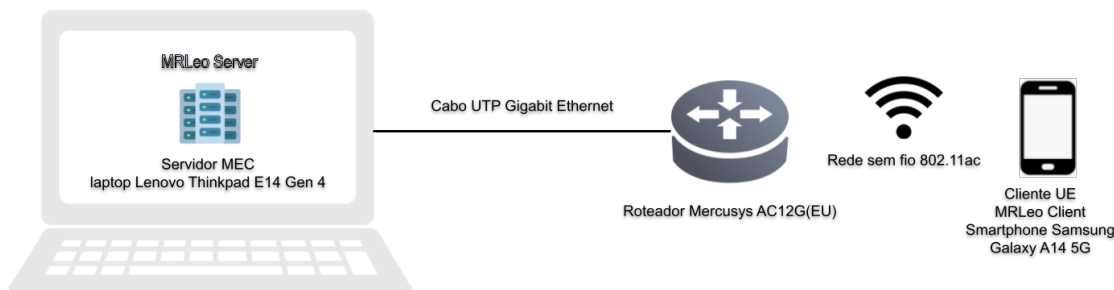 MRLeo Server
Servidor MEC
laptop Lenovo Thinkpad E14 Gen 4
Cabo UTP Gigabit Ethernet
Roteador Mercusys AC12G(EU)
Rede sem fio 802.11ac
Cliente UE
MRLeo Client
Smartphone Samsung
Galaxy A14 5G